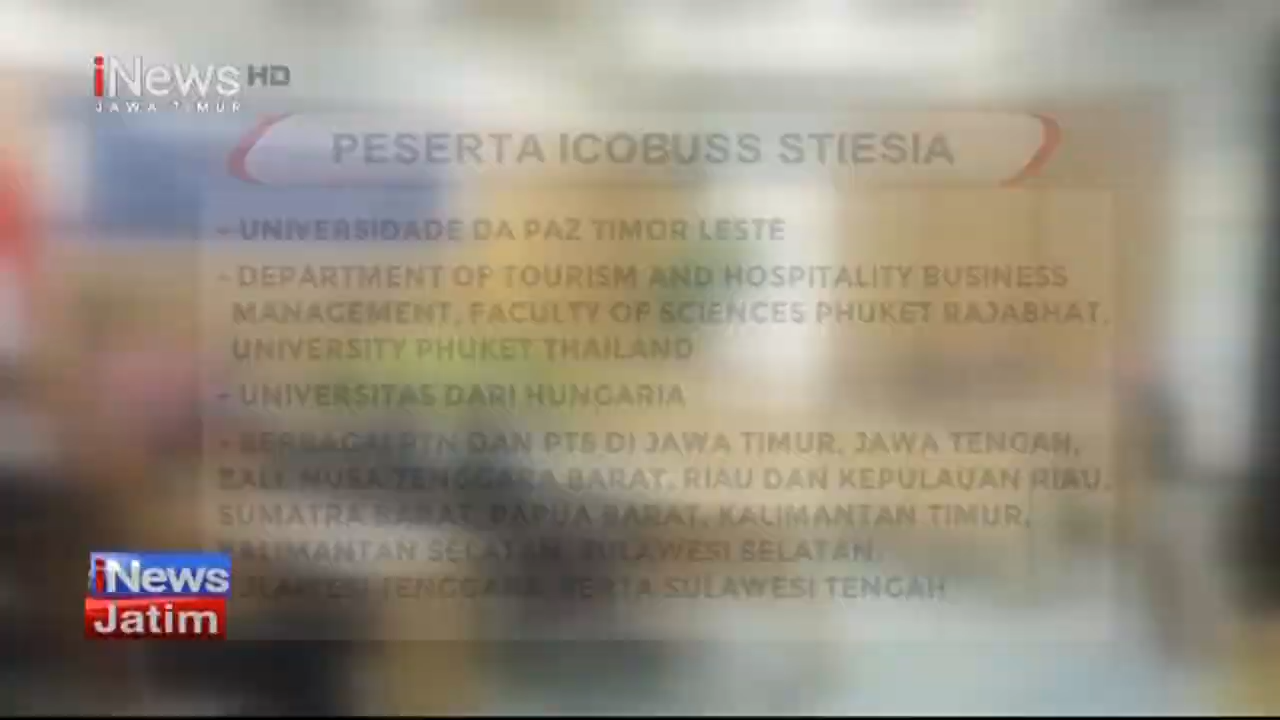 iNews HD
JAWA TIMUR
PESERTA ICOBUSS STIESIA
- UNIVERSIDADE DA PAZ TIMOR LESTE
- DEPARTMENT OF TOURISM AND HOSPITALITY BUSINESS
MANAGEMENT, FACULTY OF SCIENCES PHUKET RAJABHAT,
UNIVERSITY PHUKET THAILAND
- UNIVERSITAS DARI HUNGARIA
- BERBAGAI PTN DAN PTS DI JAWA TIMUR, JAWA TENGAH,
BALI, NUSA TENGGARA BARAT, RIAU DAN KEPULAUAN RIAU,
SUMATRA BARAT, PAPUA BARAT, KALIMANTAN TIMUR,
KALIMANTAN SELATAN, SULAWESI SELATAN,
SULAWESI TENGGARA, SERTA SULAWESI TENGAH
iNews
Jatim